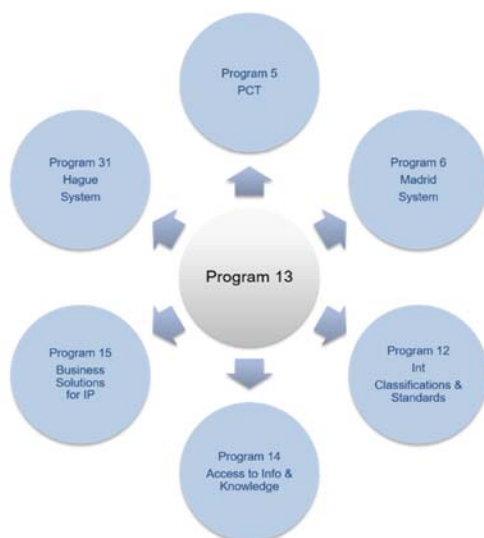 Program 5
PCT
Program 31
Hague
System
Program 6
Madrid
System
Program 13
Program 15
Business
Solutions
for IP
Program 12
Int
Classifications &
Standards
Program 14
Access to Info &
Knowledge